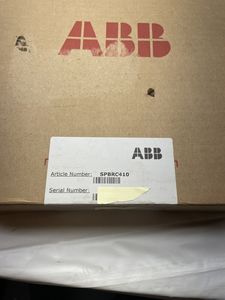 ABB
ABB
Article Number: SPBRC410
Serial Number: